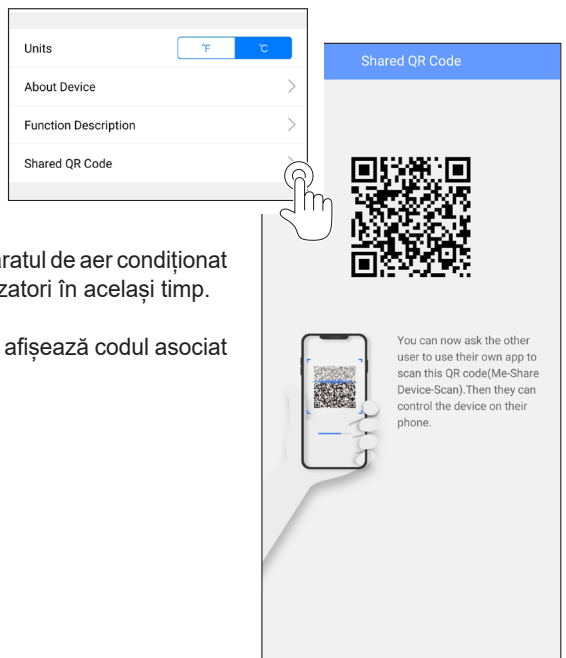 Units
°F
°C
About Device
Function Description
Shared QR Code
aratul de aer condiționat
zatori în același timp.
afișează codul asociat
Shared QR Code
You can now ask the other
user to use their own app to
scan this QR code(Me-Share
Device-Scan).Then they can
control the device on their
phone.